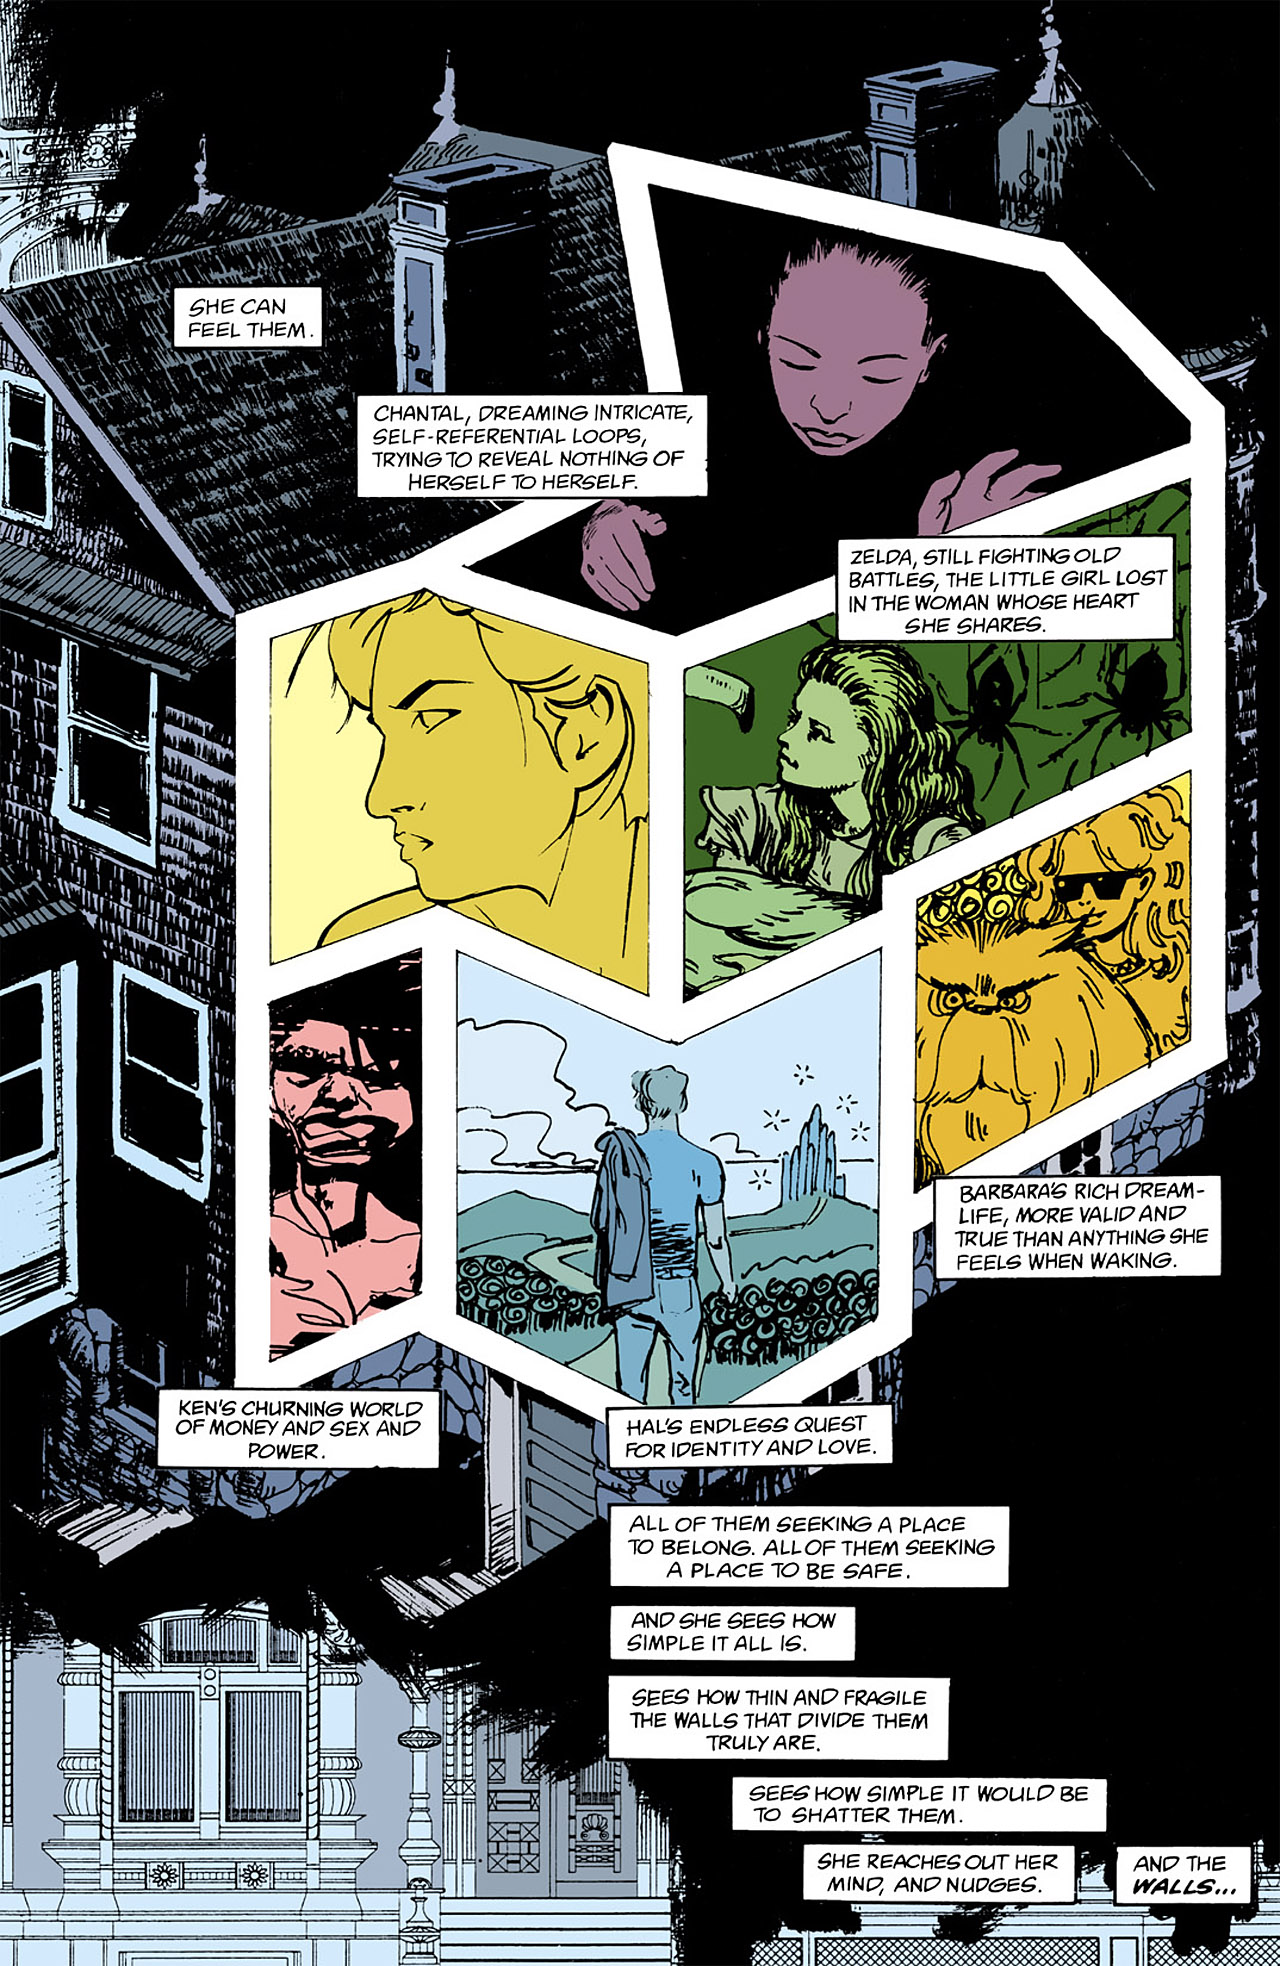 SHE CAN
FEEL THEM.
CHANTAL, DREAMING INTRICATE,
SELF-REFERENTIAL LOOPS,
TRYING TO REVEAL NOTHING OF
HERSELF TO HERSELF.
ZELDA, STILL FIGHTING OLD
BATTLES, THE LITTLE GIRL LOST
IN THE WOMAN WHOSE HEART
SHE SHARES.
BARBARA'S RICH DREAM-
LIFE, MORE VALID AND
TRUE THAN ANYTHING SHE
FEELS WHEN WAKING.
KEN'S CHURNING WORLD
OF MONEY AND SEX AND
POWER.
HAL'S ENDLESS QUEST
FOR IDENTITY AND LOVE.
ALL OF THEM SEEKING A PLACE
TO BELONG. ALL OF THEM SEEKING
A PLACE TO BE SAFE.
AND SHE SEES HOW
SIMPLE IT ALL IS.
SEES HOW THIN AND FRAGILE
THE WALLS THAT DIVIDE THEM
TRULY ARE.
SEES HOW SIMPLE IT WOULD BE
TO SHATTER THEM.
SHE REACHES OUT HER
MIND, AND NUDGES.
AND THE
WALLS...